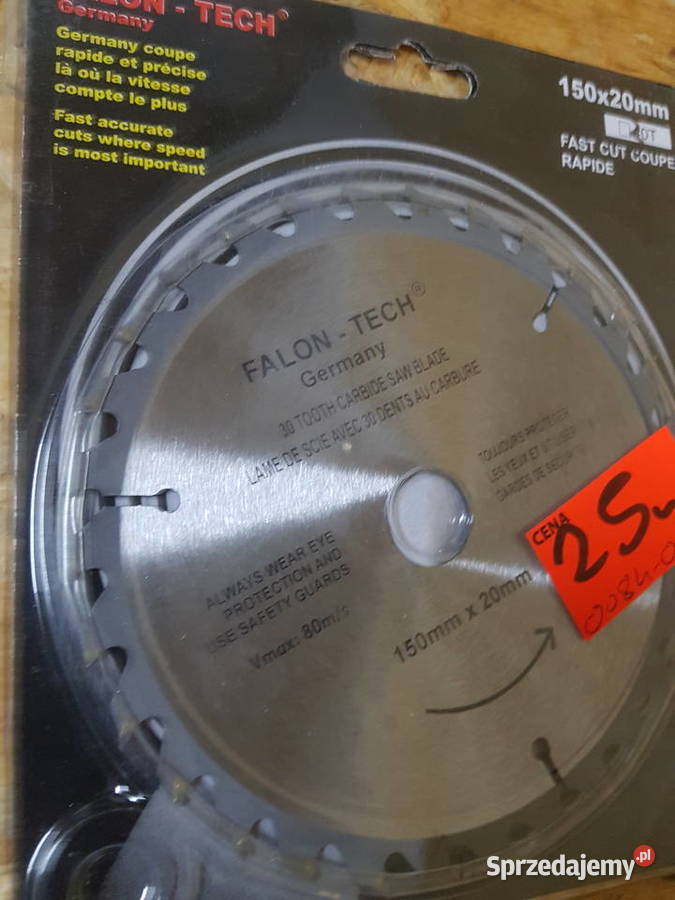 FALON - TECH®
Germany
Germany coupe
rapide et précise
là où la vitesse
compte le plus
Fast accurate
cuts where speed
is most important
150x20mm
FAST CUT COUPE
RAPIDE
FALON - TECH®
Germany
30 TOOTH CARBIDE SAW BLADE
LAME DE SCIE AVEC 30 DENTS AU CARBURE
TOUJOURS PROTEGER
LES YEUX ET
GARDES DE
ALWAYS WEAR EYE
PROTECTION AND
USE SAFETY GUARDS
Vmax: 80m/s
150mm x 20mm
CENA
25
Sprzedajemy.pl